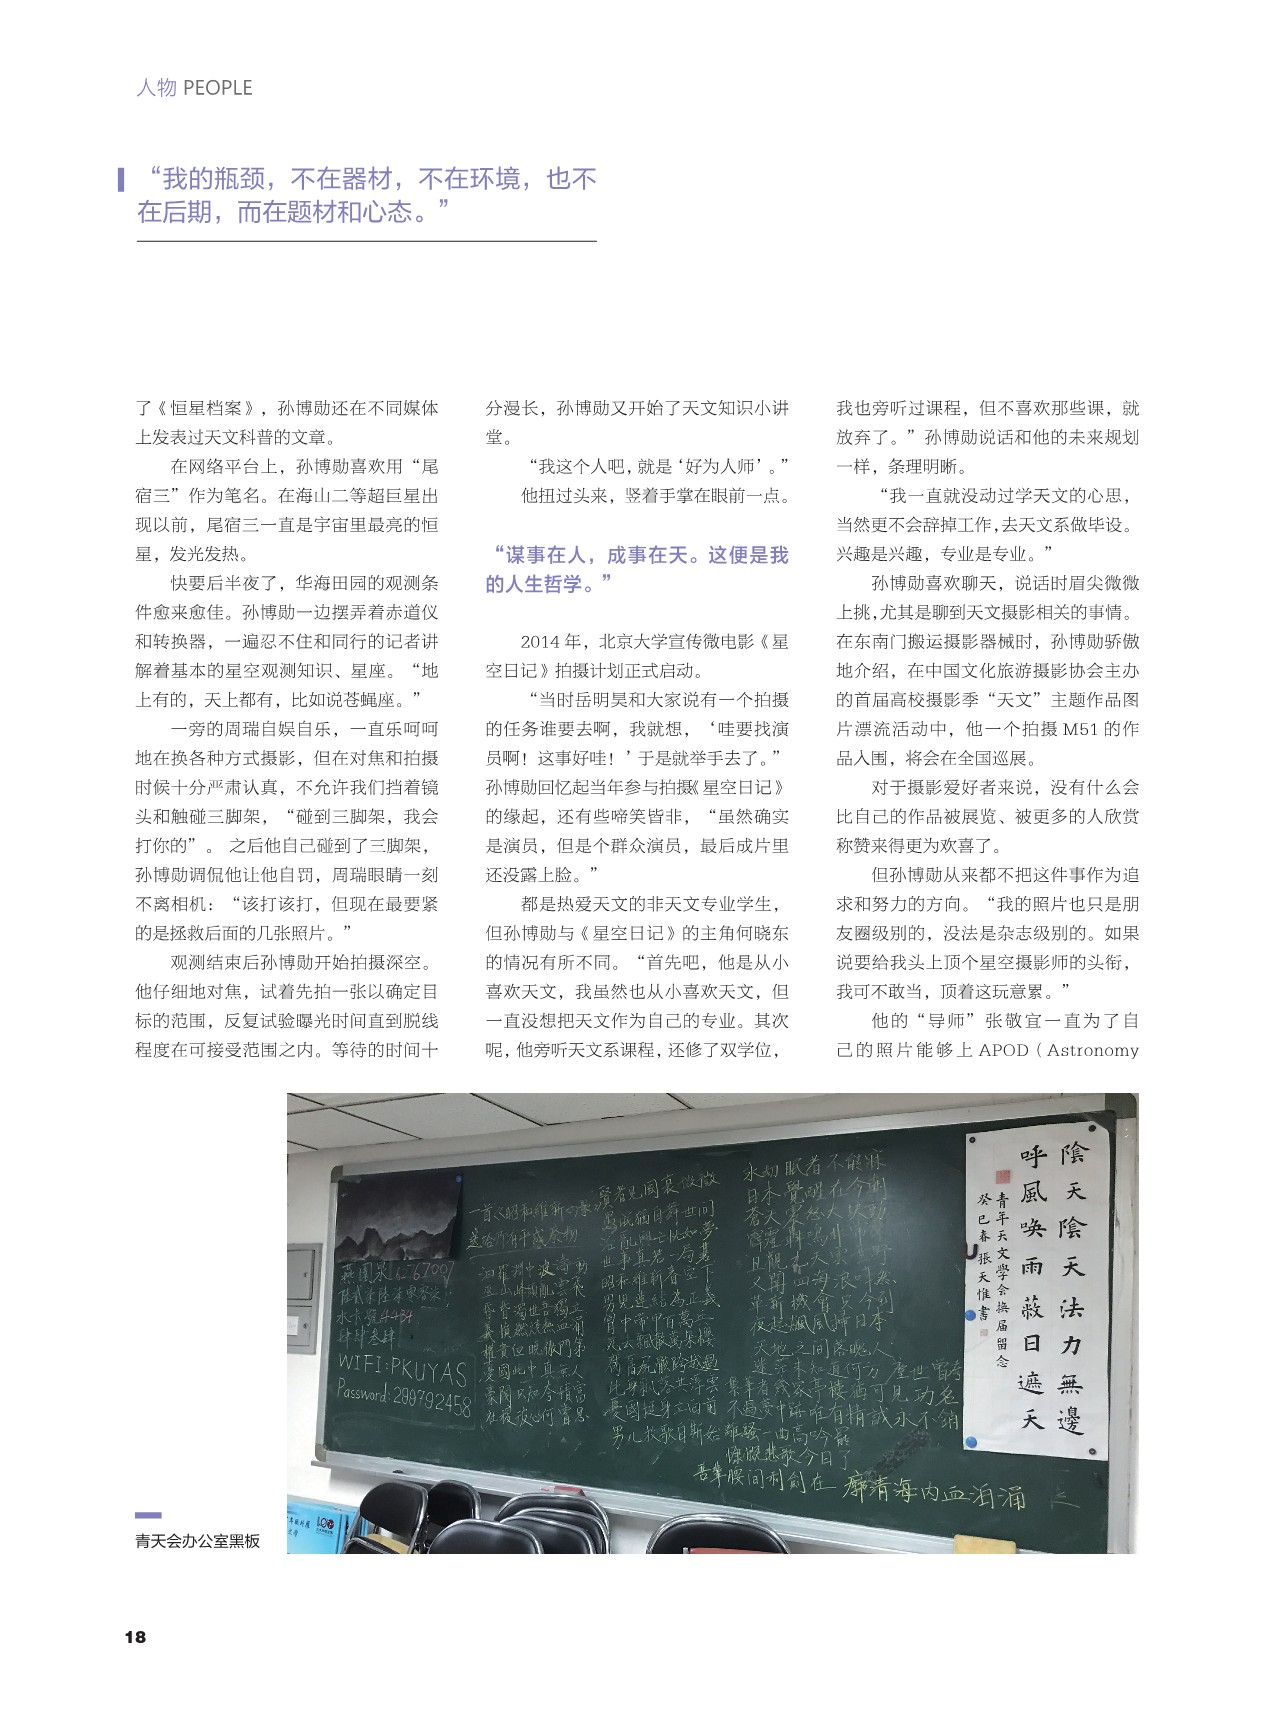 人物 PEOPLE
“我的瓶颈，不在器材，不在环境，也不
在后期，而在题材和心态。”
了《恒星档案》，孙博勋还在不同媒体
上发表过天文科普的文章。
在网络平台上，孙博勋喜欢用“尾
宿三”作为笔名。在海山二等超巨星出
现以前，尾宿三一直是宇宙里最亮的恒
星，发光发热。
快要后半夜了，华海田园的观测条
件愈来愈佳。孙博勋一边摆弄着赤道仪
和转换器，一遍忍不住和同行的记者讲
解着基本的星空观测知识、星座。“地
上有的，天上都有，比如说苍蝇座。”
一旁的周瑞自娱自乐，一直乐呵呵
地在换各种方式摄影，但在对焦和拍摄
时候十分严肃认真，不允许我们挡着镜
头和触碰三脚架，“碰到三脚架，我会
打你的”。 之后他自己碰到了三脚架，
孙博勋调侃他让他自罚，周瑞眼睛一刻
不离相机：“该打该打，但现在最要紧
的是拯救后面的几张照片。”
观测结束后孙博勋开始拍摄深空。
他仔细地对焦，试着先拍一张以确定目
标的范围，反复试验曝光时间直到脱线
程度在可接受范围之内。等待的时间十
分漫长，孙博勋又开始了天文知识小讲
堂。
“我这个人吧，就是‘好为人师’。”
他扭过头来，竖着手掌在眼前一点。
“谋事在人，成事在天。这便是我
的人生哲学。”
2014 年，北京大学宣传微电影《星
空日记》拍摄计划正式启动。
“当时岳明昊和大家说有一个拍摄
的任务谁要去啊，我就想，‘哇要找演
员啊！这事好哇！’于是就举手去了。”
孙博勋回忆起当年参与拍摄《星空日记》
的缘起，还有些啼笑皆非，“虽然确实
是演员，但是个群众演员，最后成片里
还没露上脸。”
都是热爱天文的非天文专业学生，
但孙博勋与《星空日记》的主角何晓东
的情况有所不同。“首先吧，他是从小
喜欢天文，我虽然也从小喜欢天文，但
一直没想把天文作为自己的专业。其次
呢，他旁听天文系课程，还修了双学位，
我也旁听过课程，但不喜欢那些课，就
放弃了。”孙博勋说话和他的未来规划
一样，条理明晰。
“我一直就没动过学天文的心思，
当然更不会辞掉工作，去天文系做毕设。
兴趣是兴趣，专业是专业。”
孙博勋喜欢聊天，说话时眉尖微微
上挑，尤其是聊到天文摄影相关的事情。
在东南门搬运摄影器械时，孙博勋骄傲
地介绍，在中国文化旅游摄影协会主办
的首届高校摄影季“天文”主题作品图
片漂流活动中，他一个拍摄 M51 的作
品入围，将会在全国巡展。
对于摄影爱好者来说，没有什么会
比自己的作品被展览、被更多的人欣赏
称赞来得更为欢喜了。
但孙博勋从来都不把这件事作为追
求和努力的方向。“我的照片也只是朋
友圈级别的，没法是杂志级别的。如果
说要给我头上顶个星空摄影师的头衔，
我可不敢当，顶着这玩意累。”
他的“导师”张敬宜一直为了自
己的照片能够上 APOD（Astronomy
陰天陰天法力無邊
呼風喚雨蔽日遮天
青年天文學会換届留念
癸巳春 張天惟書
WIFI:PKUYAS
Password:299792458
慷慨悲歌今日了
吾辈腰间利劍在 廓清海内血洶涌
青天会办公室黑板
18